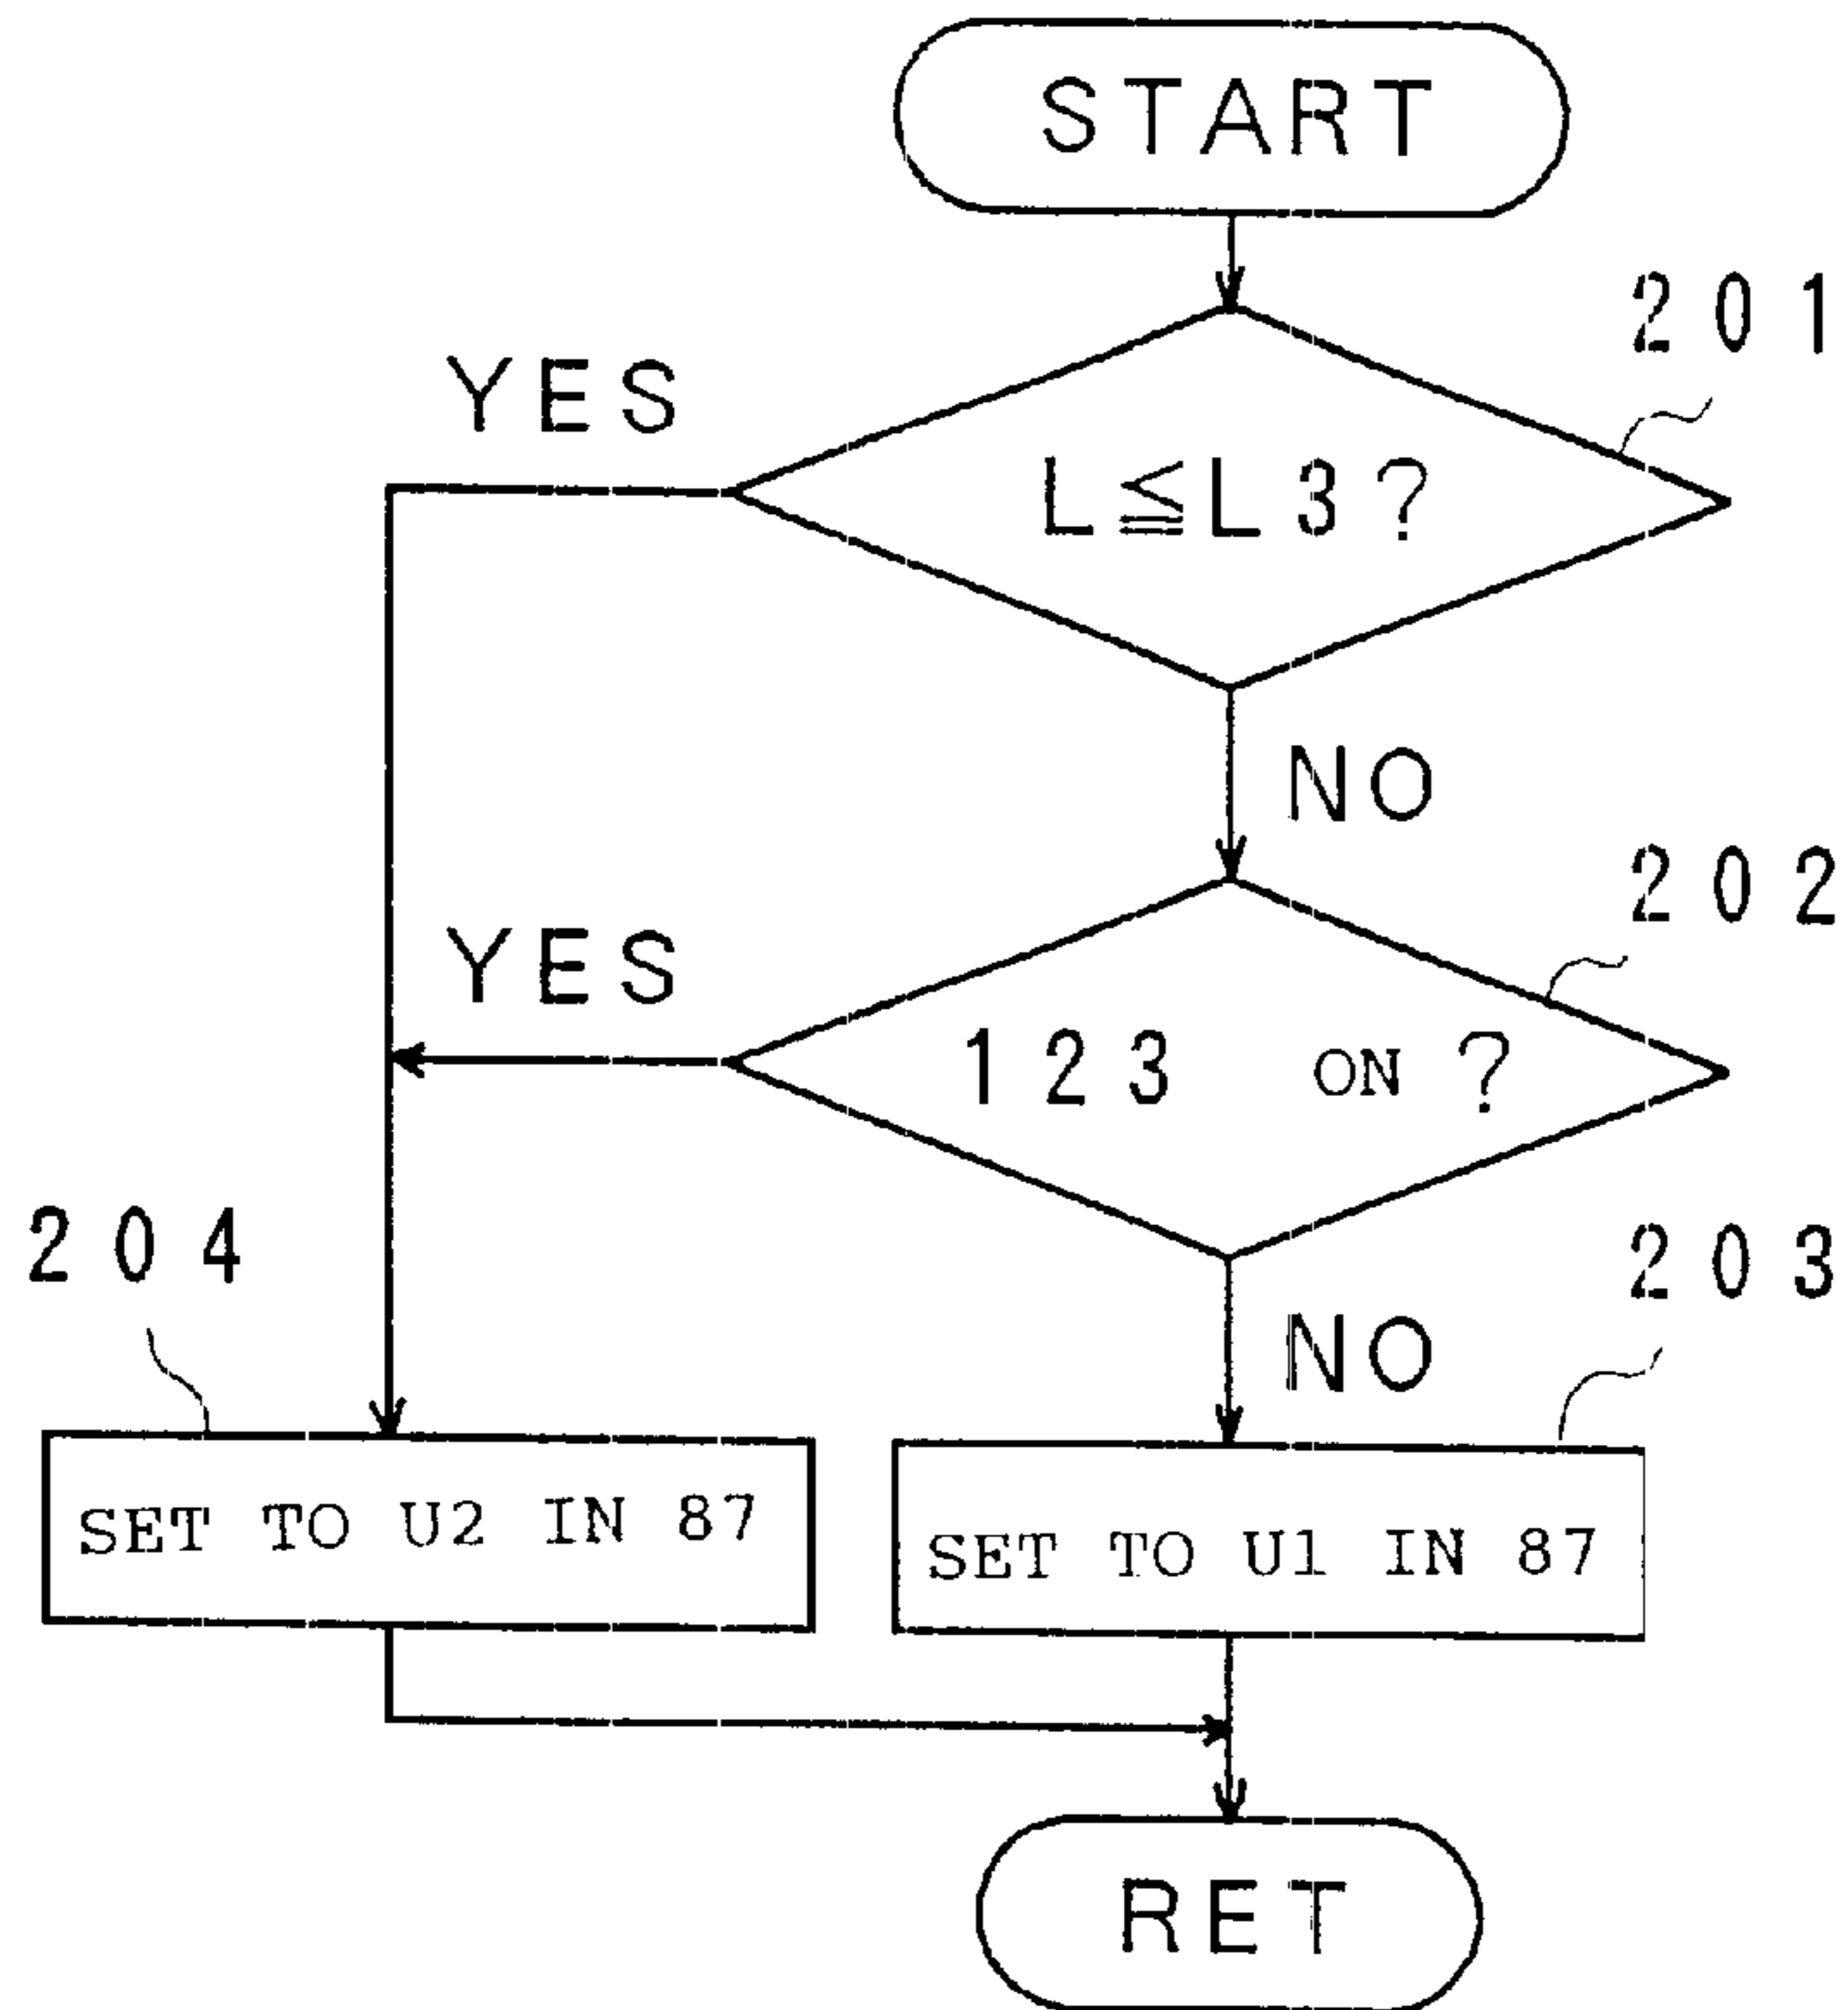 START
201
YES
L≦L3?
NO
202
YES
123 ON ?
204
203
NO
SET TO U2 IN 87
SET TO U1 IN 87
RET